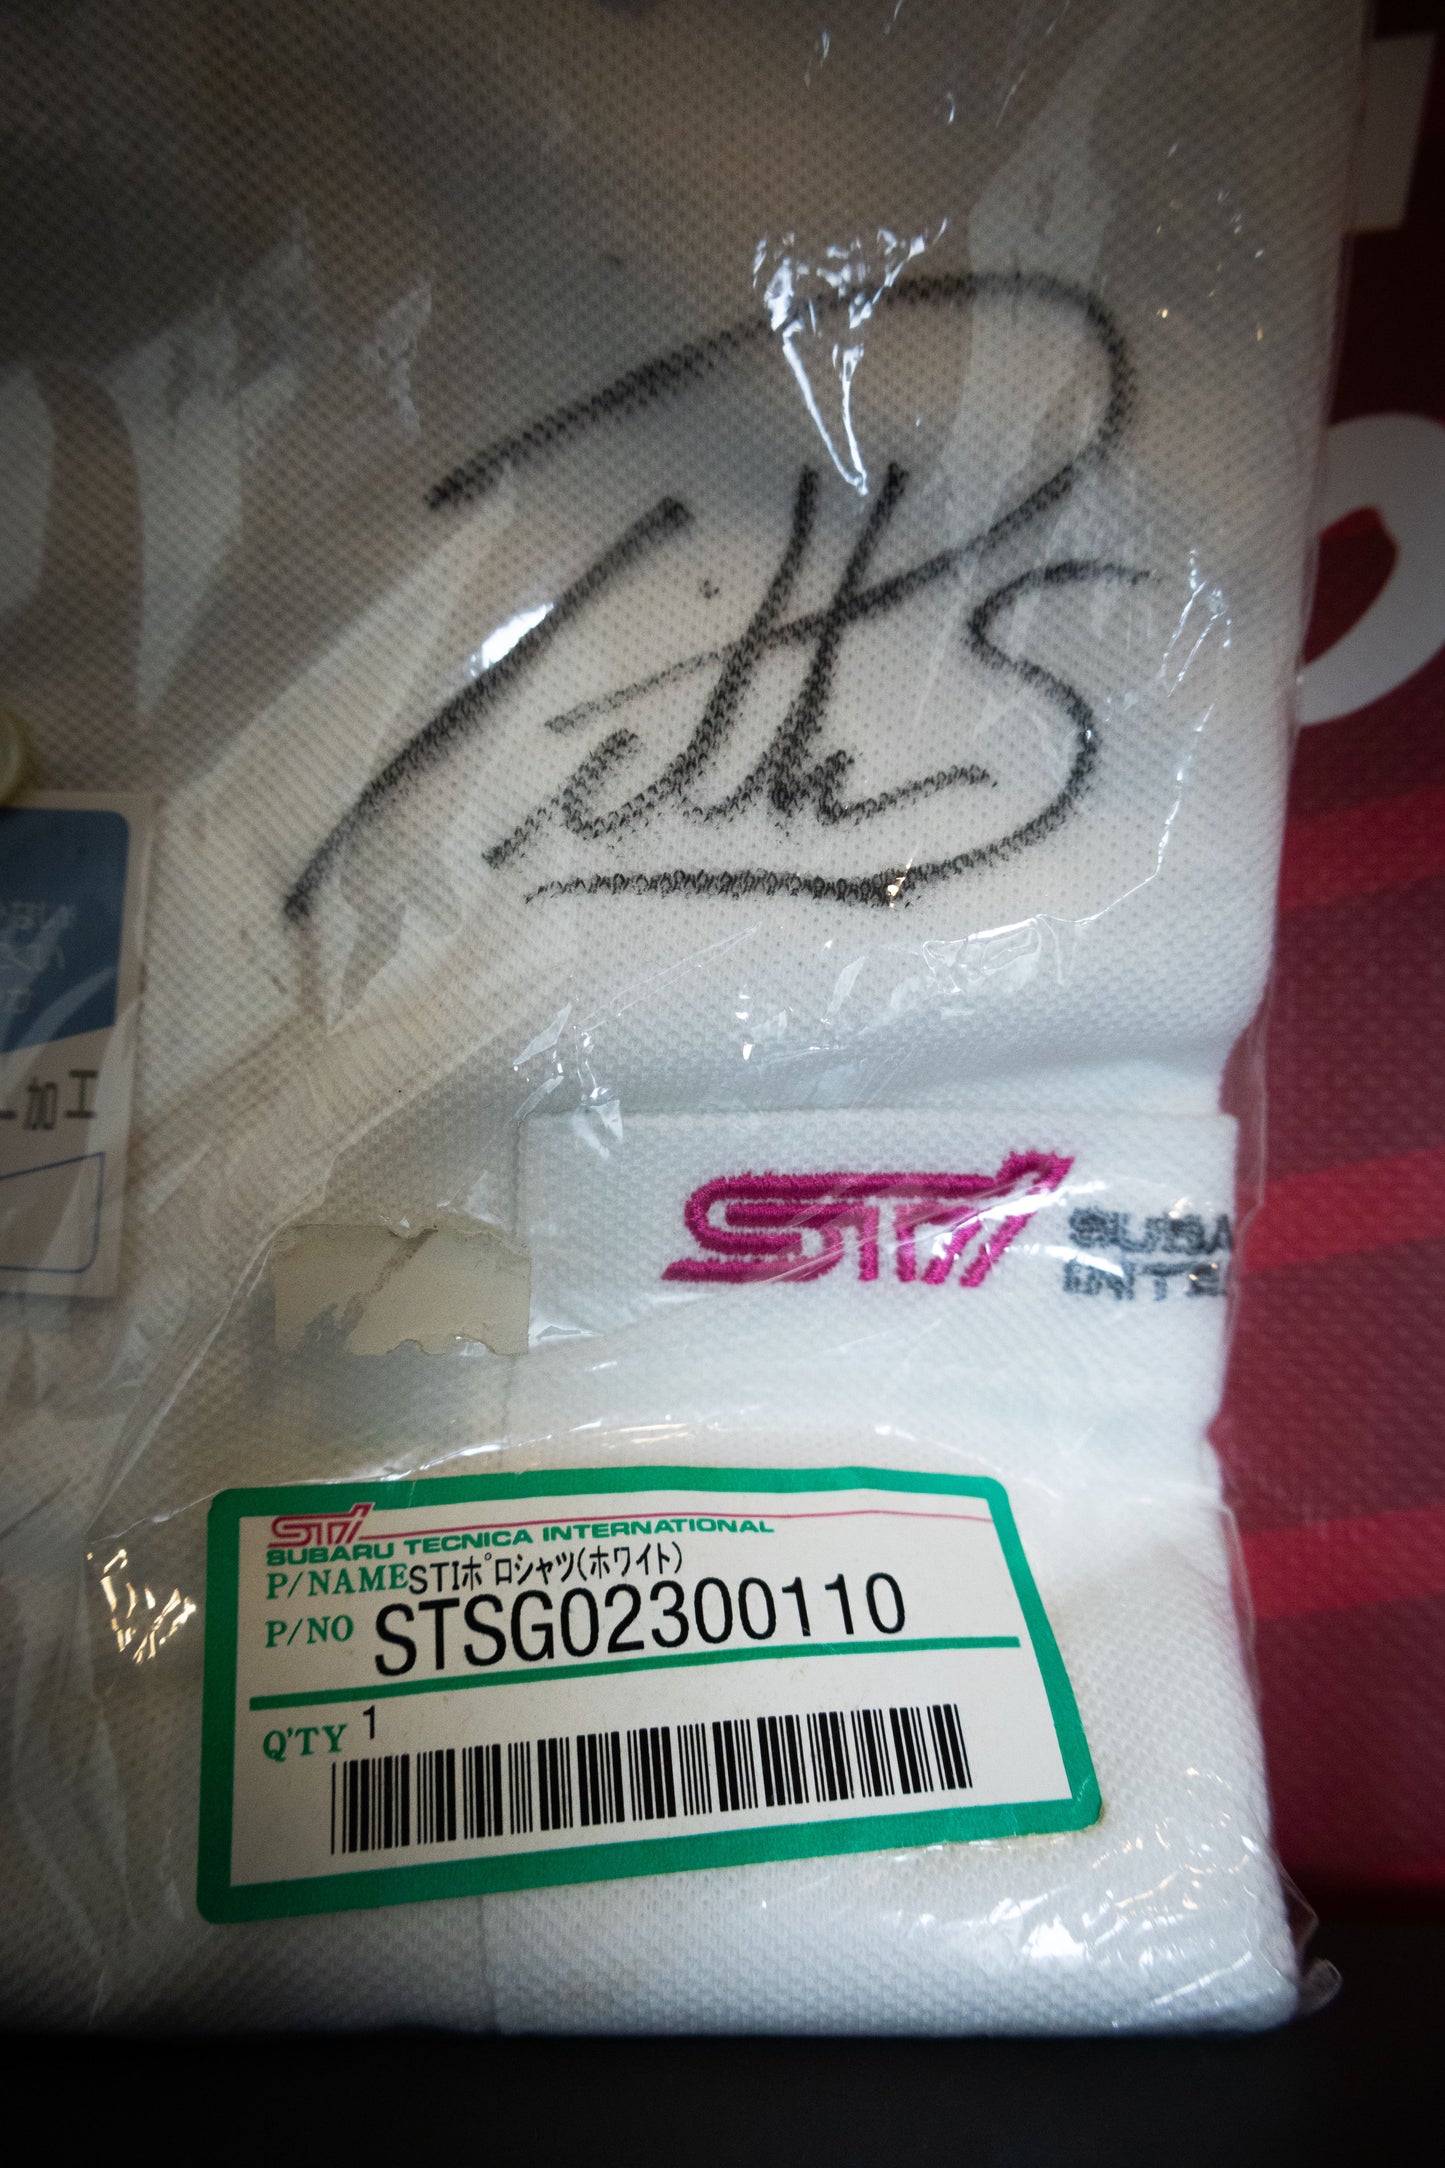 加工
STi SUBA
INTE
STi
SUBARU TECNICA INTERNATIONAL
P/NAME STIポロシャツ(ホワイト)
P/NO STSG02300110
Q'TY 1